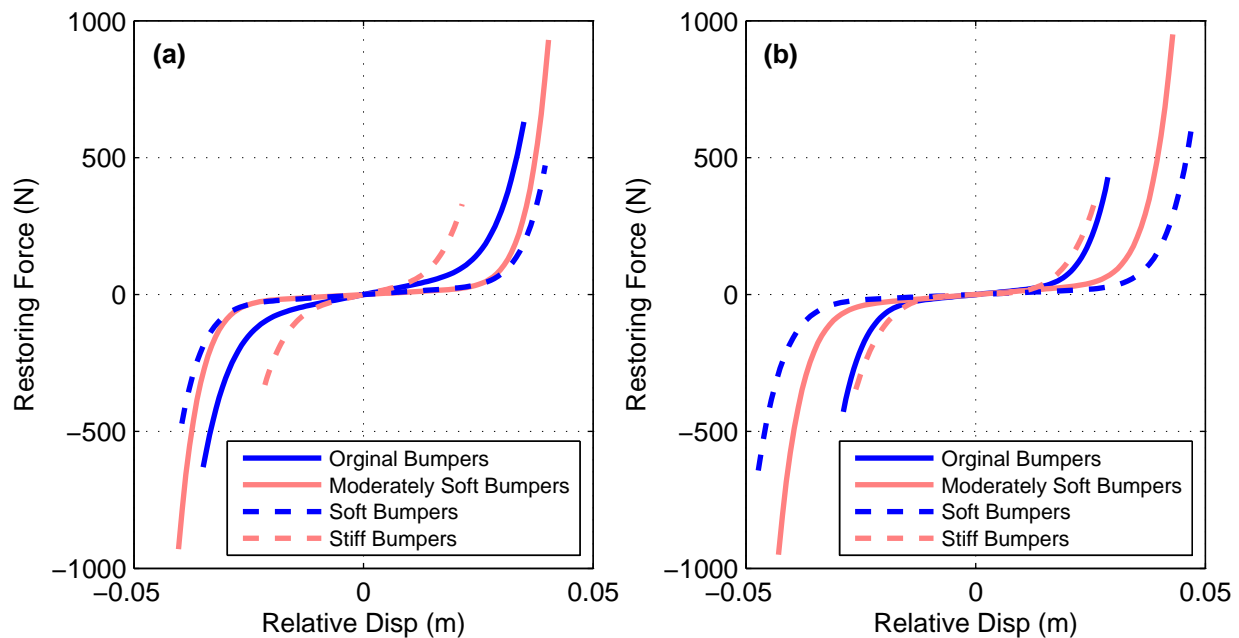 (a)
Restoring Force (N)
1000
500
0
−500
−1000
−0.05
0
0.05
Relative Disp (m)
Orginal Bumpers
Moderately Soft Bumpers
Soft Bumpers
Stiff Bumpers
(b)
Restoring Force (N)
1000
500
0
−500
−1000
−0.05
0
0.05
Relative Disp (m)
Orginal Bumpers
Moderately Soft Bumpers
Soft Bumpers
Stiff Bumpers